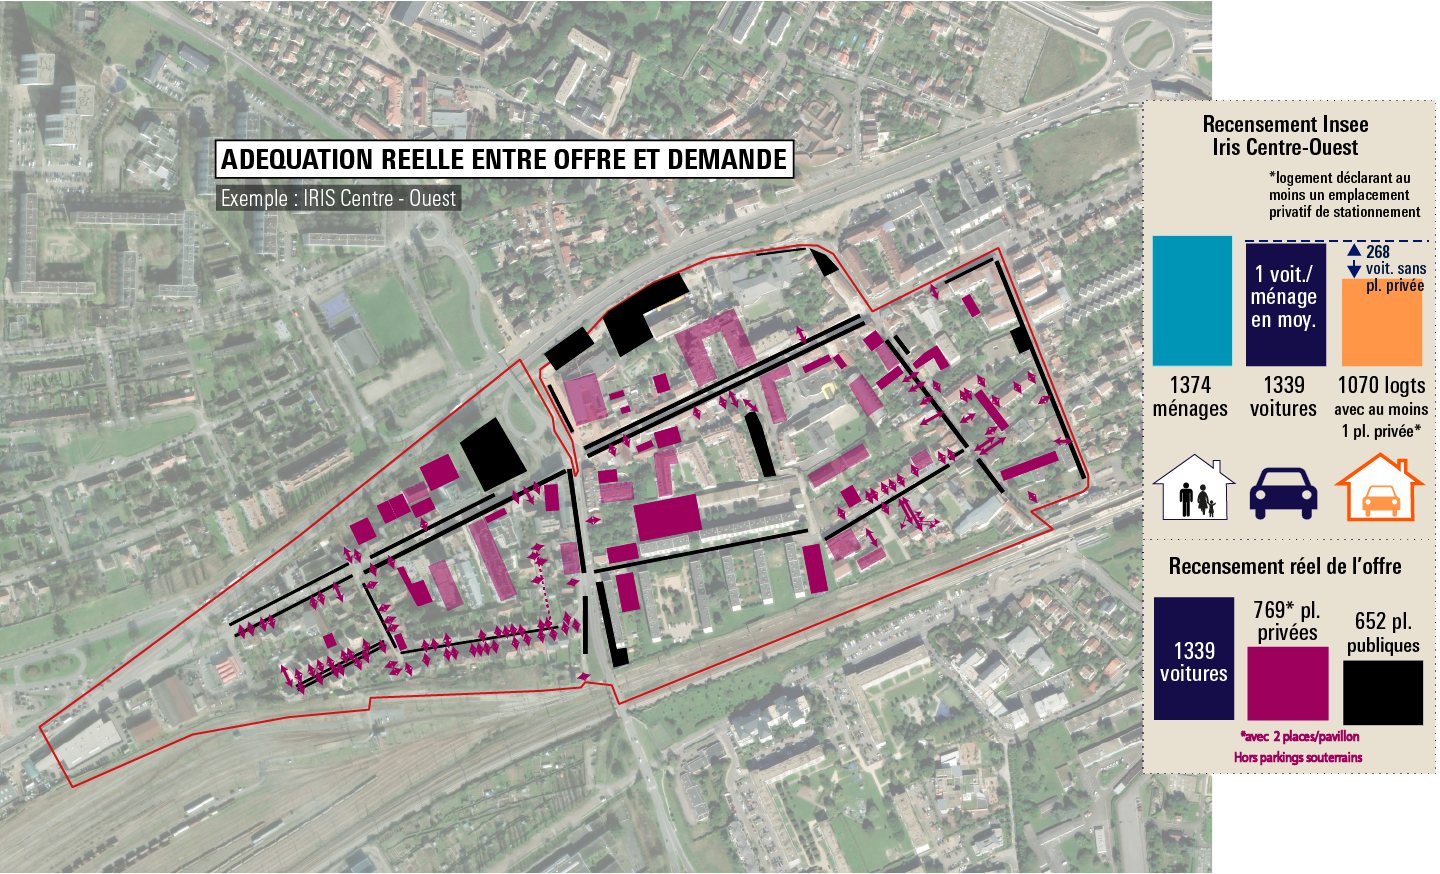 ADEQUATION REELLE ENTRE OFFRE ET DEMANDE
Exemple : IRIS Centre - Ouest
Recensement Insee
Iris Centre-Ouest
*logement déclarant au
moins un emplacement
privatif de stationnement
1 voit./
ménage
en moy.
268
voit. sans
pl. privée
1374
ménages
1339
voitures
1070 logts
avec au moins
1 pl. privée*
Recensement réel de l'offre
1339
voitures
769* pl.
privées
652 pl.
publiques
*avec 2 places/pavillon
Hors parkings souterrains